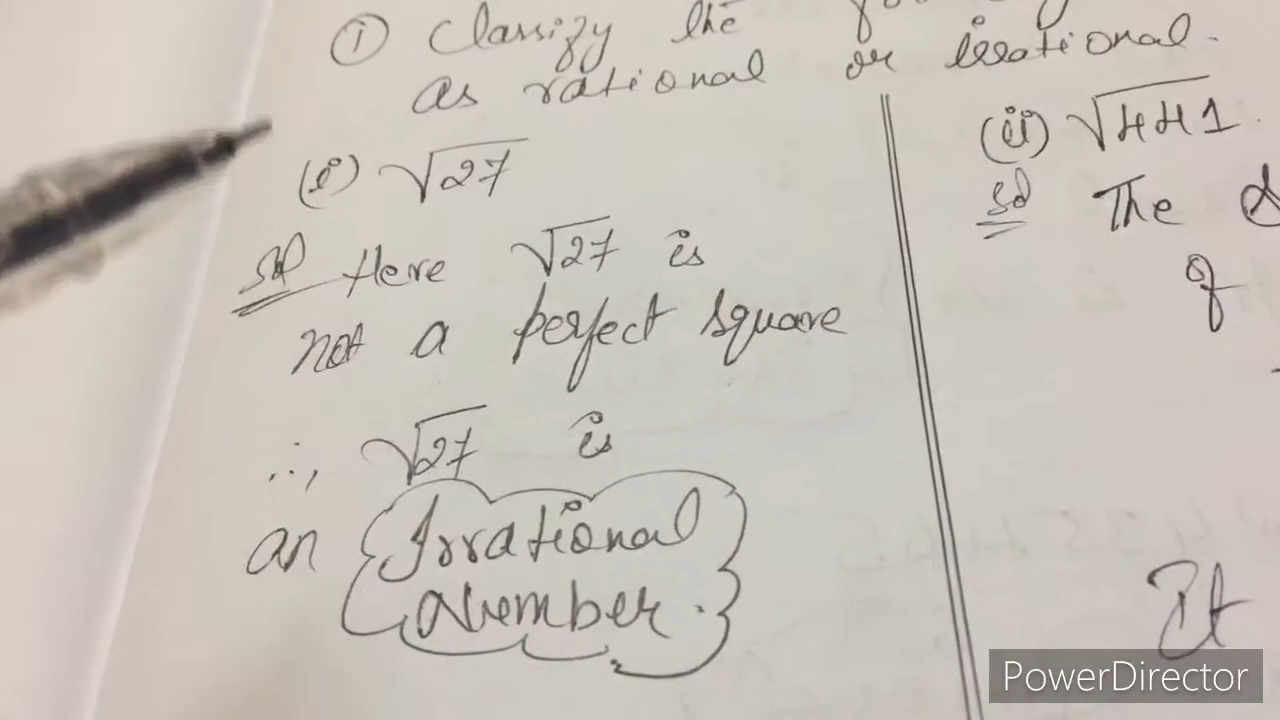 ① Classify the
as rational or irrational.
(i) √27
Sol Here √27 is
not a perfect square
∴, √27 is
an Irrational
Number.
(ii) √441.
Sol The
of
It
PowerDirector